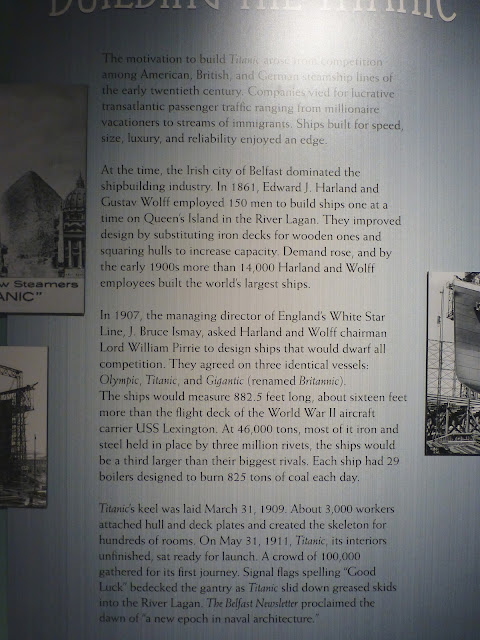 BUILDING THE TITANIC
The motivation to build Titanic arose from competition
among American, British, and German steamship lines of
the early twentieth century. Companies vied for lucrative
transatlantic passenger traffic ranging from millionaire
vacationers to streams of immigrants. Ships built for speed,
size, luxury, and reliability enjoyed an edge.
At the time, the Irish city of Belfast dominated the
shipbuilding industry. In 1861, Edward J. Harland and
Gustav Wolff employed 150 men to build ships one at a
time on Queen's Island in the River Lagan. They improved
design by substituting iron decks for wooden ones and
squaring hulls to increase capacity. Demand rose, and by
the early 1900s more than 14,000 Harland and Wolff
employees built the world's largest ships.
In 1907, the managing director of England's White Star
Line, J. Bruce Ismay, asked Harland and Wolff chairman
Lord William Pirrie to design ships that would dwarf all
competition. They agreed on three identical vessels:
Olympic, Titanic, and Gigantic (renamed Britannic).
The ships would measure 882.5 feet long, about sixteen feet
more than the flight deck of the World War II aircraft
carrier USS Lexington. At 46,000 tons, most of it iron and
steel held in place by three million rivets, the ships would
be a third larger than their biggest rivals. Each ship had 29
boilers designed to burn 825 tons of coal each day.
Titanic's keel was laid March 31, 1909. About 3,000 workers
attached hull and deck plates and created the skeleton for
hundreds of rooms. On May 31, 1911, Titanic, its interiors
unfinished, sat ready for launch. A crowd of 100,000
gathered for its first journey. Signal flags spelling "Good
Luck" bedecked the gantry as Titanic slid down greased skids
into the River Lagan. The Belfast Newsletter proclaimed the
dawn of "a new epoch in naval architecture."
w Steamers
ANIC"